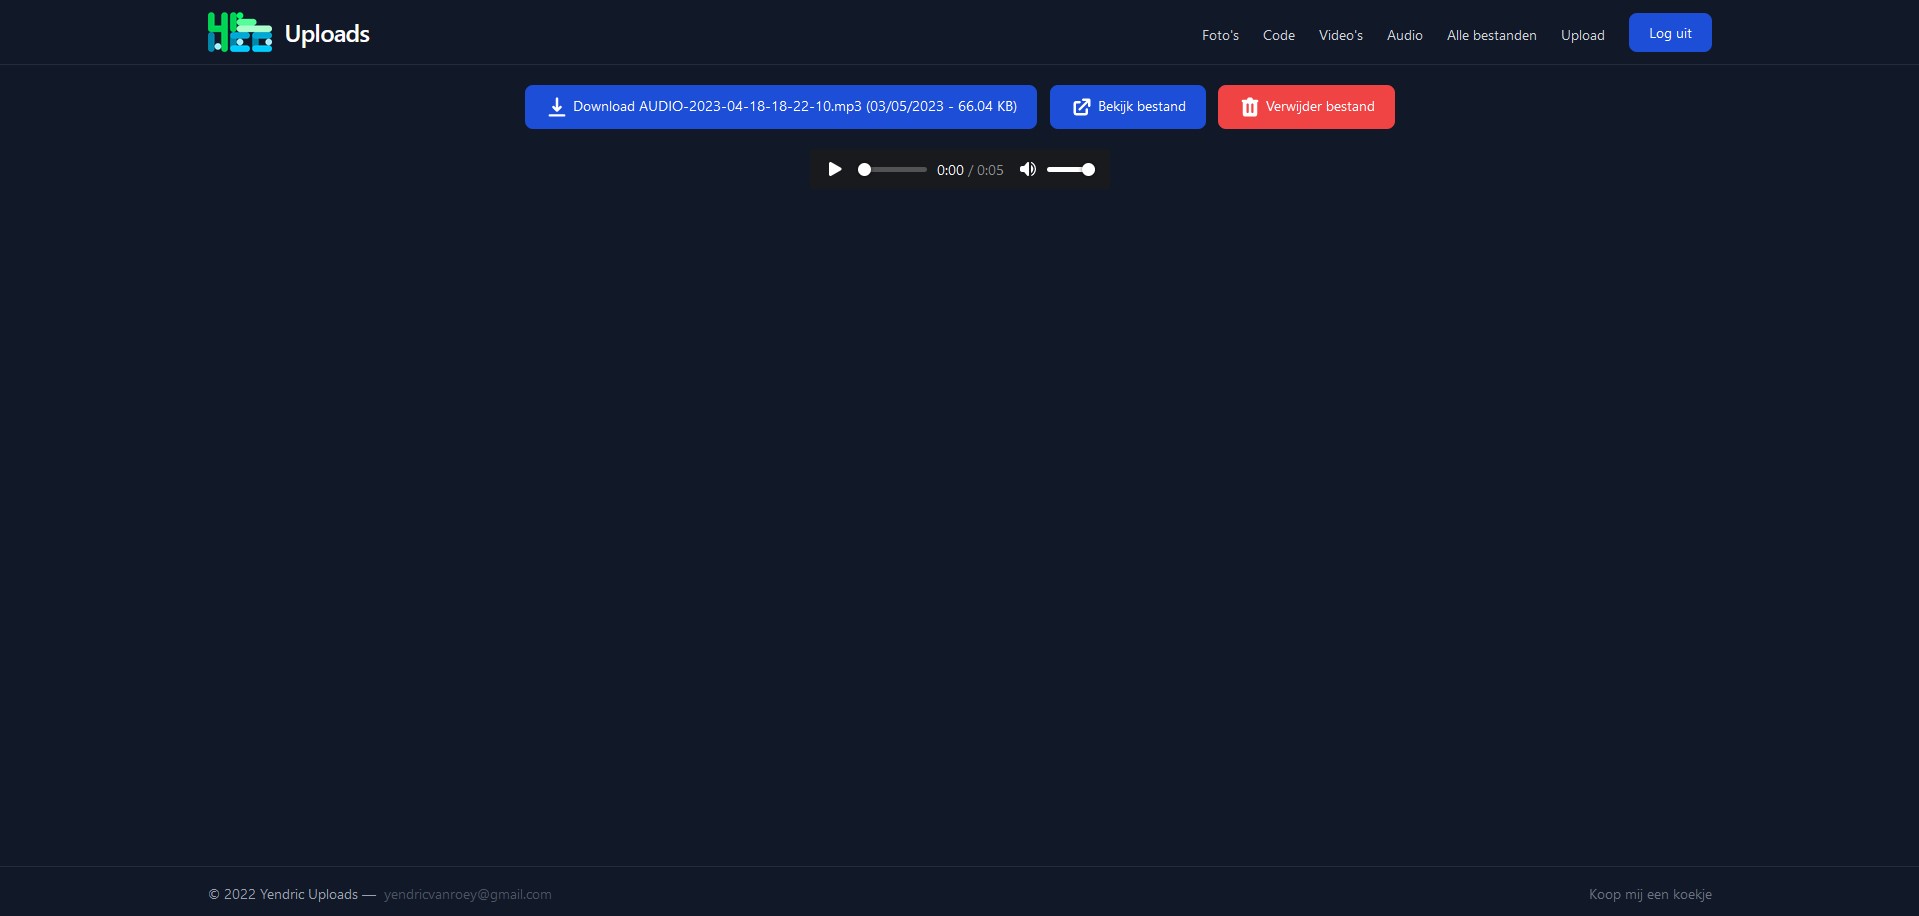 Uploads
Foto's Code Video's Audio Alle bestanden Upload Log uit
Download AUDIO-2023-04-18-18-22-10.mp3 (03/05/2023 - 66.04 KB) Bekijk bestand Verwijder bestand
0:00 / 0:05
© 2022 Yendric Uploads — yendricvanroey@gmail.com Koop mij een koekje